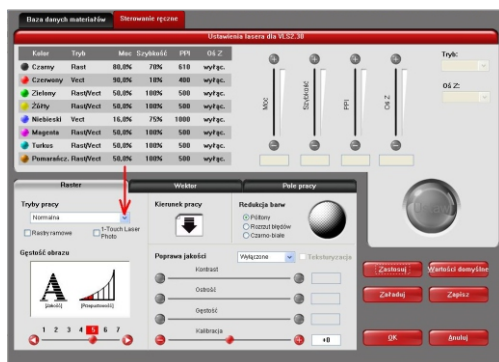 Baza danych materiałów
Sterowanie ręczne
Ustawienia lasera dla VLS2.30
Kolor Tryb Moc Szybkość PPI Oś Z
Czarny Rast 80,0% 70% 610 wyłąc.
Czerwony Vect 90,0% 10% 400 wyłąc.
Zielony Rast/Vect 50,0% 100% 500 wyłąc.
Żółty Rast/Vect 50,0% 100% 500 wyłąc.
Niebieski Vect 16,0% 75% 1000 wyłąc.
Magenta Rast/Vect 50,0% 100% 500 wyłąc.
Turkus Rast/Vect 50,0% 100% 500 wyłąc.
Pomarańcz. Rast/Vect 50,0% 100% 500 wyłąc.
Moc
Szybkość
PPI
Oś Z
Tryb:
Oś Z:
Raster
Wektor
Pole pracy
Tryby pracy
Normalna
Rastry ramowe
1-Touch Laser
Photo
Gęstość obrazu
[Jakość]
[Przepustowość]
1 2 3 4 5 6 7
Kierunek pracy
Redukcja barw
Półtony
Rozrzut błędów
Czarno-białe
Poprawa jakości
Wyłączone
Teksturyzacja
Kontrast
Ostrość
Gęstość
Kalibracja
+0
Zastosuj
Wartości domyślne
Załaduj
Zapisz
OK
Anuluj